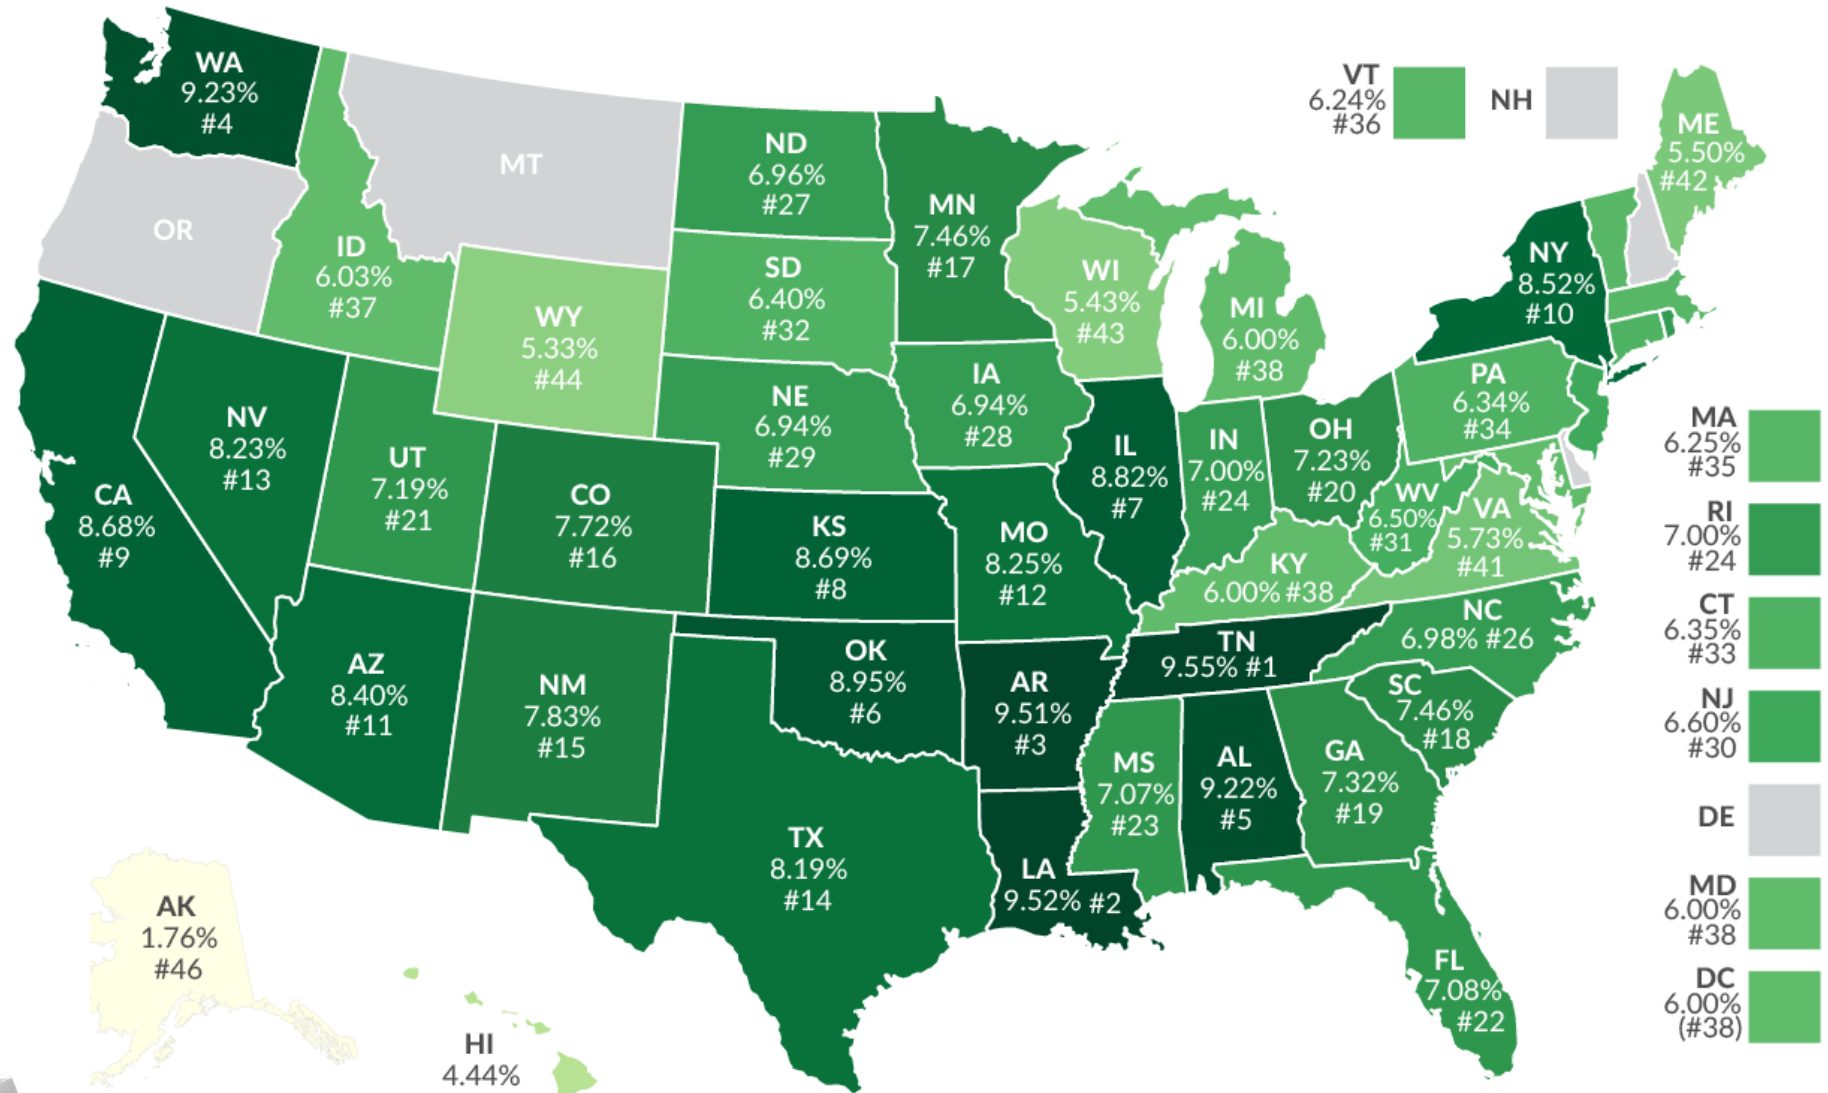 WA
9.23%
#4
OR
MT
ID
6.03%
#37
WY
5.33%
#44
ND
6.96%
#27
SD
6.40%
#32
NE
6.94%
#29
MN
7.46%
#17
IA
6.94%
#28
WI
5.43%
#43
MI
6.00%
#38
VT
6.24%
#36
NH
ME
5.50%
#42
NY
8.52%
#10
PA
6.34%
#34
CA
8.68%
#9
NV
8.23%
#13
UT
7.19%
#21
CO
7.72%
#16
KS
8.69%
#8
MO
8.25%
#12
IL
8.82%
#7
IN
7.00%
#24
OH
7.23%
#20
WV
6.50%
#31
VA
5.73%
#41
KY
6.00% #38
NC
6.98% #26
TN
9.55% #1
SC
7.46%
#18
AZ
8.40%
#11
NM
7.83%
#15
OK
8.95%
#6
AR
9.51%
#3
MS
7.07%
#23
AL
9.22%
#5
GA
7.32%
#19
TX
8.19%
#14
LA
9.52% #2
FL
7.08%
#22
AK
1.76%
#46
HI
4.44%
MA
6.25%
#35
RI
7.00%
#24
CT
6.35%
#33
NJ
6.60%
#30
DE
MD
6.00%
#38
DC
6.00%
(#38)